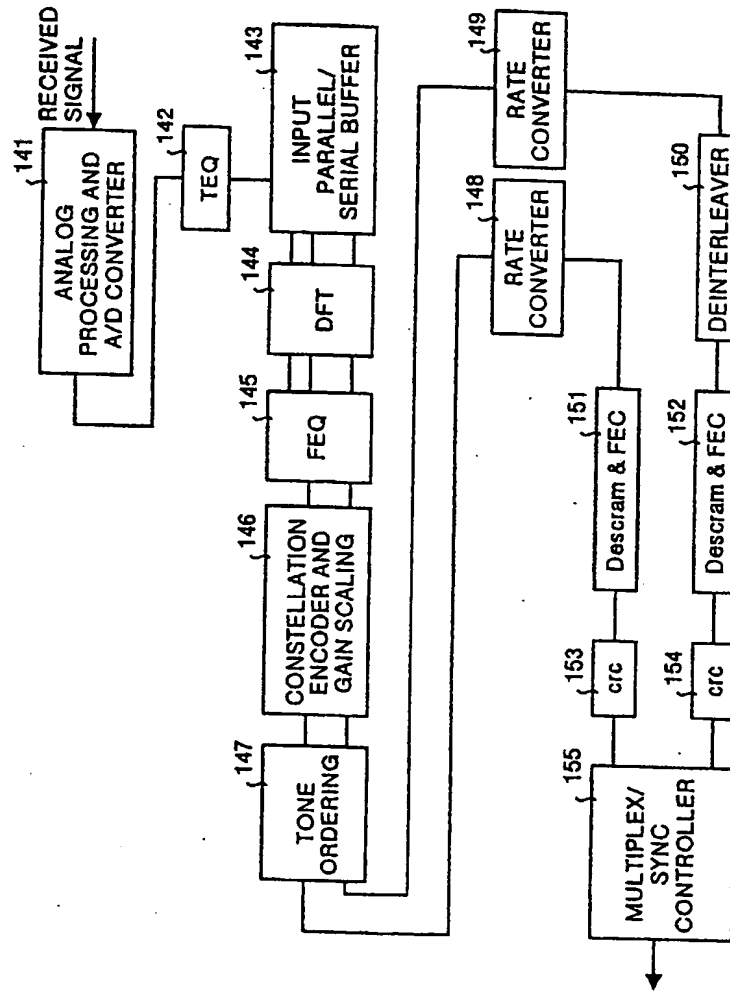 RECEIVED
SIGNAL
141
ANALOG
PROCESSING AND
A/D CONVERTER
142
TEQ
143
INPUT
PARALLEL/
SERIAL BUFFER
144
DFT
145
FEQ
146
CONSTELLATION
ENCODER AND
GAIN SCALING
147
TONE
ORDERING
148
RATE
CONVERTER
149
RATE
CONVERTER
150
DEINTERLEAVER
151
Descram & FEC
152
Descram & FEC
153
crc
154
crc
155
MULTIPLEX/
SYNC
CONTROLLER